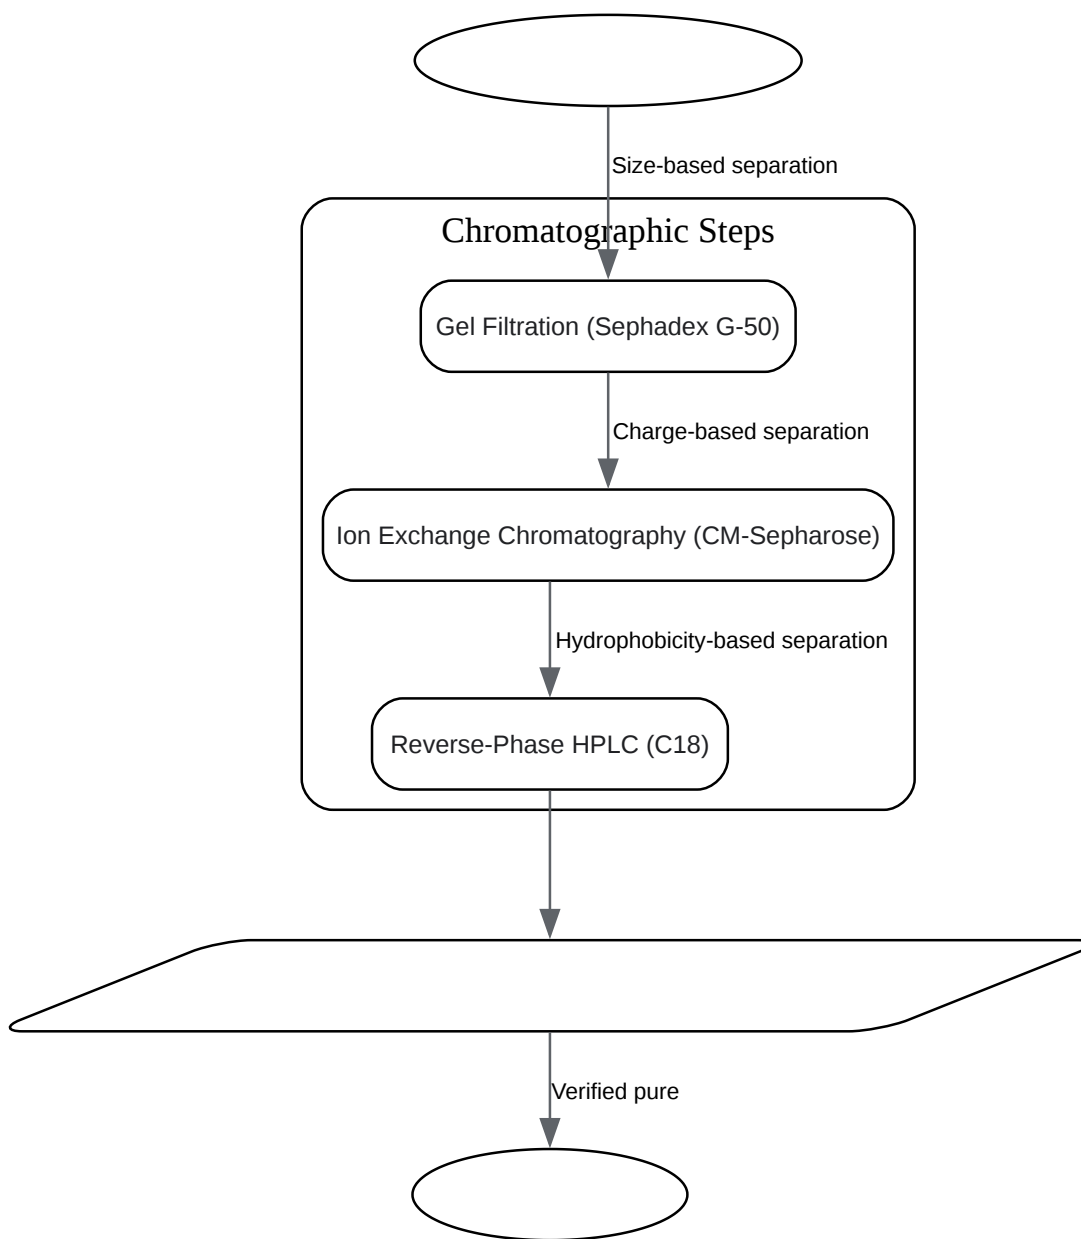 Size-based separation
Chromatographic Steps
Gel Filtration (Sephadex G-50)
Charge-based separation
Ion Exchange Chromatography (CM-Sepharose)
Hydrophobicity-based separation
Reverse-Phase HPLC (C18)
Verified pure